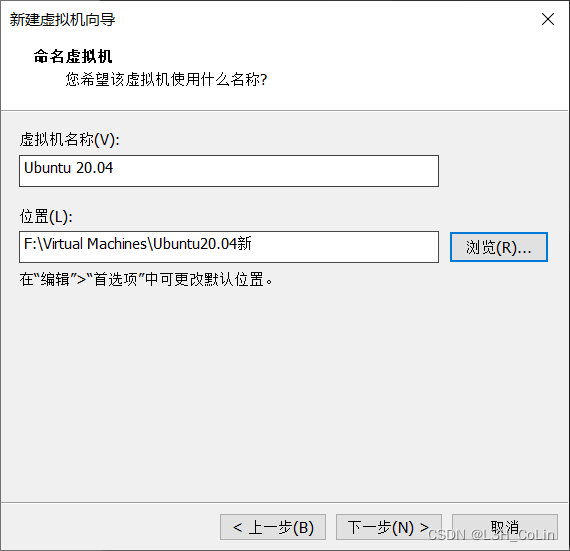 新建虚拟机向导
命名虚拟机
您希望该虚拟机使用什么名称?
虚拟机名称(V):
Ubuntu 20.04
位置(L):
F:\Virtual Machines\Ubuntu20.04新
浏览(R)...
在“编辑”>“首选项”中可更改默认位置。
< 上一步(B) 下一步(N) > 取消
CSDN @L3H_CoLin